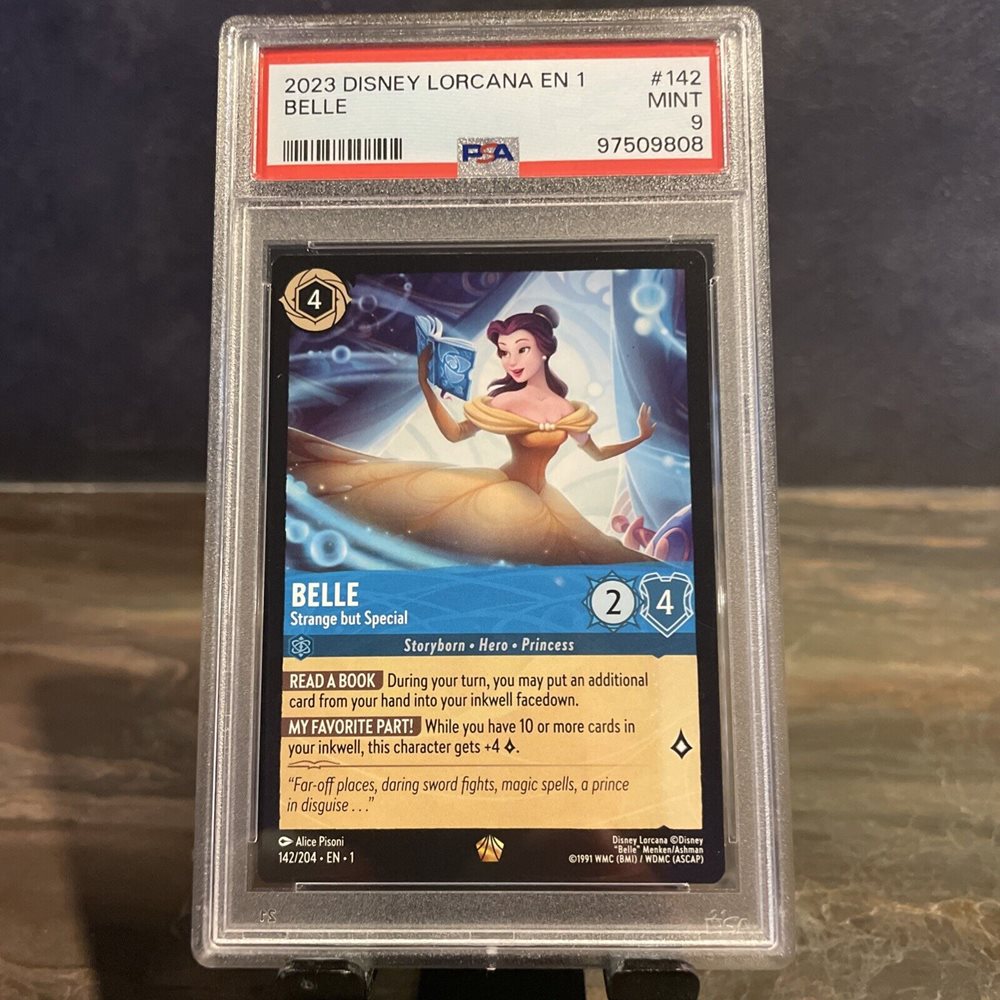 2023 DISNEY LORCANA EN 1 #142
BELLE MINT
9
PSA 97509808
4
BELLE
Strange but Special
2 4
Storyborn • Hero • Princess
READ A BOOK During your turn, you may put an additional
card from your hand into your inkwell facedown.
MY FAVORITE PART! While you have 10 or more cards in
your inkwell, this character gets +4 .
“Far-off places, daring sword fights, magic spells, a prince
in disguise . . .”
Alice Pisoni
142/204 • EN • 1
Disney Lorcana ©Disney
"Belle" Menken/Ashman
©1991 WMC (BMI) / WDMC (ASCAP)